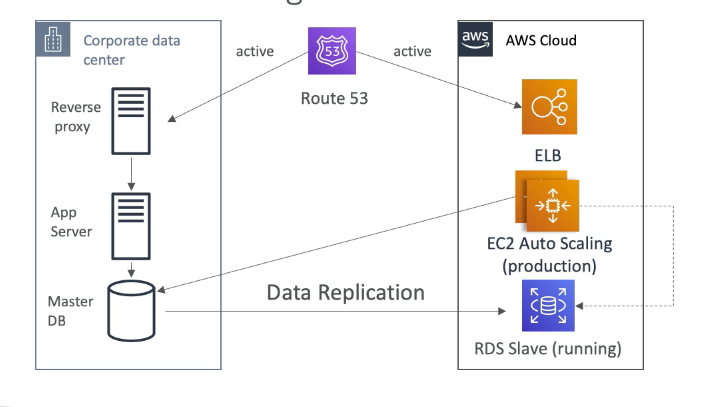 Corporate data
center
active
53
active
aws
AWS Cloud
Route 53
Reverse
proxy
ELB
App
Server
EC2 Auto Scaling
(production)
Master
DB
Data Replication
RDS Slave (running)